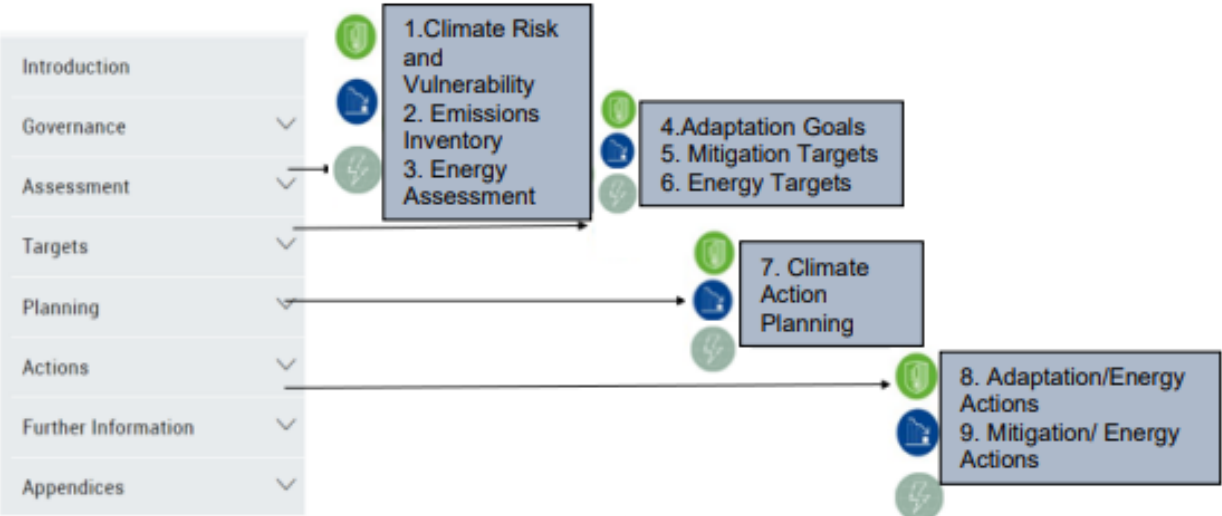 Introduction
Governance
Assessment
Targets
Planning
Actions
Further Information
Appendices
1.Climate Risk
and
Vulnerability
2. Emissions
Inventory
3. Energy
Assessment
4.Adaptation Goals
5. Mitigation Targets
6. Energy Targets
7. Climate
Action
Planning
8. Adaptation/Energy
Actions
9. Mitigation/ Energy
Actions